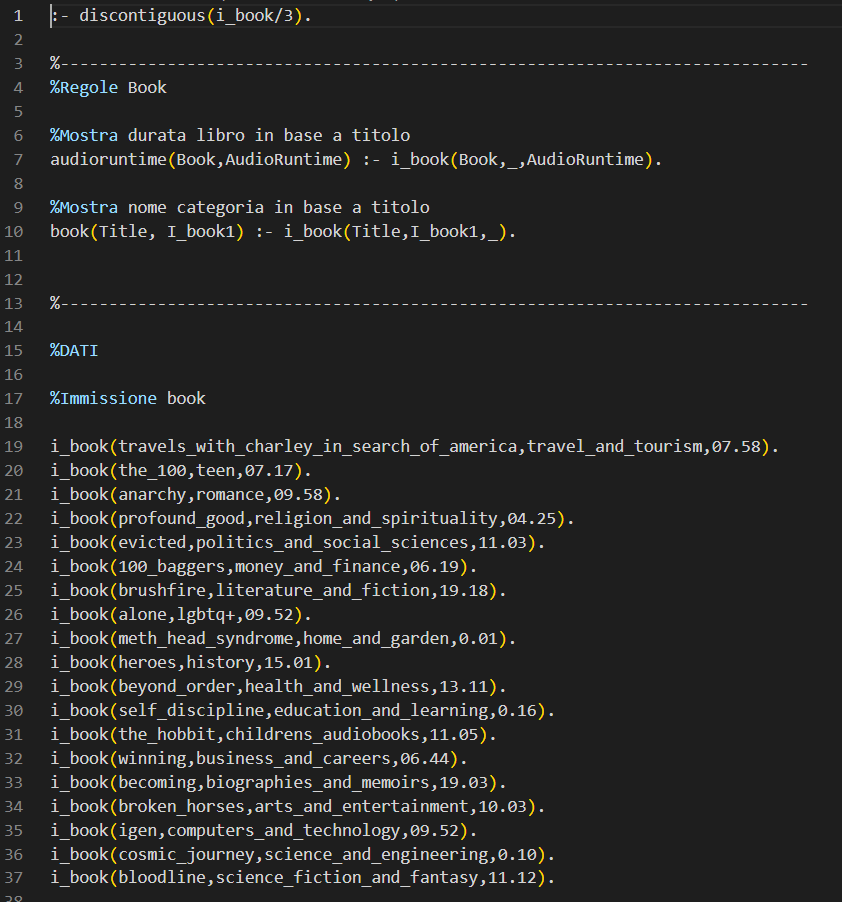 1 :- discontiguous(i_book/3).
2
3 %-----------------------------------------------------------------------------
4 %Regole Book
5
6 %Mostra durata libro in base a titolo
7 audioruntime(Book,AudioRuntime) :- i_book(Book,_,AudioRuntime).
8
9 %Mostra nome categoria in base a titolo
10 book(Title, I_book1) :- i_book(Title,I_book1,_).
11
12
13 %-----------------------------------------------------------------------------
14
15 %DATI
16
17 %Immissione book
18
19 i_book(travels_with_charley_in_search_of_america,travel_and_tourism,07.58).
20 i_book(the_100,teen,07.17).
21 i_book(anarchy,romance,09.58).
22 i_book(profound_good,religion_and_spirituality,04.25).
23 i_book(evicted,politics_and_social_sciences,11.03).
24 i_book(100_baggers,money_and_finance,06.19).
25 i_book(brushfire,literature_and_fiction,19.18).
26 i_book(alone,lgbtq+,09.52).
27 i_book(meth_head_syndrome,home_and_garden,0.01).
28 i_book(heroes,history,15.01).
29 i_book(beyond_order,health_and_wellness,13.11).
30 i_book(self_discipline,education_and_learning,0.16).
31 i_book(the_hobbit,childrens_audiobooks,11.05).
32 i_book(winning,business_and_careers,06.44).
33 i_book(becoming,biographies_and_memoirs,19.03).
34 i_book(broken_horses,arts_and_entertainment,10.03).
35 i_book(igen,computers_and_technology,09.52).
36 i_book(cosmic_journey,science_and_engineering,0.10).
37 i_book(bloodline,science_fiction_and_fantasy,11.12).
38